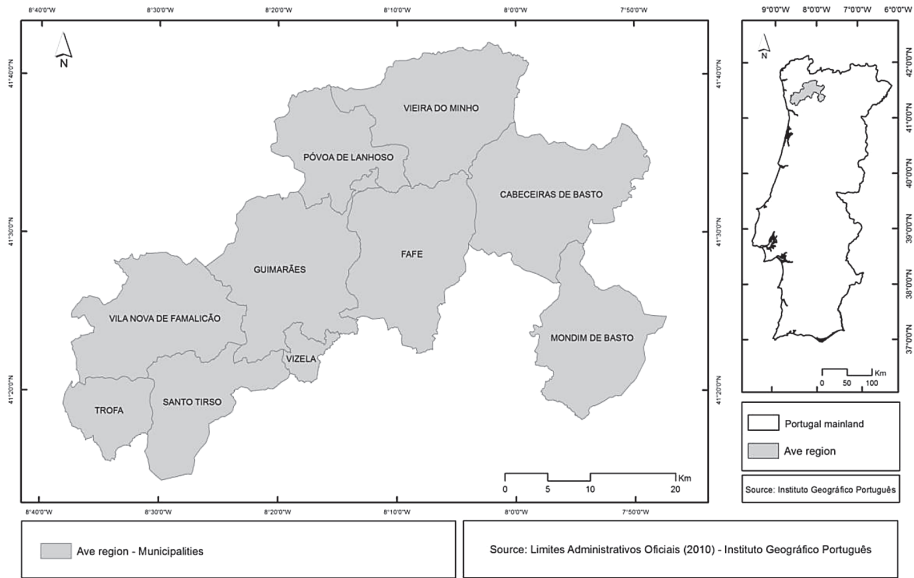 8°40'0"W 8°30'0"W 8°20'0"W 8°10'0"W 8°0'0"W 7°50'0"W
9°0'0"W 8°0'0"W 7°0'0"W 6°0'0"W
N
N
41°40'0"N
41°40'0"N
42°0'0"N
VIEIRA DO MINHO
41°0'0"N
PÓVOA DE LANHOSO
40°0'0"N
CABECEIRAS DE BASTO
41°30'0"N
41°30'0"N
39°0'0"N
FAFE
GUIMARÃES
38°0'0"N
VILA NOVA DE FAMALICÃO
37°0'0"N
MONDIM DE BASTO
VIZELA
Km
0 50 100
41°20'0"N
41°20'0"N
SANTO TIRSO
TROFA
Portugal mainland
Ave region
Km
0 5 10 20
Source: Instituto Geográfico Português
8°40'0"W 8°30'0"W 8°20'0"W 8°10'0"W 8°0'0"W 7°50'0"W
Ave region - Municipalities
Source: Limites Administrativos Oficiais (2010) - Instituto Geográfico Português